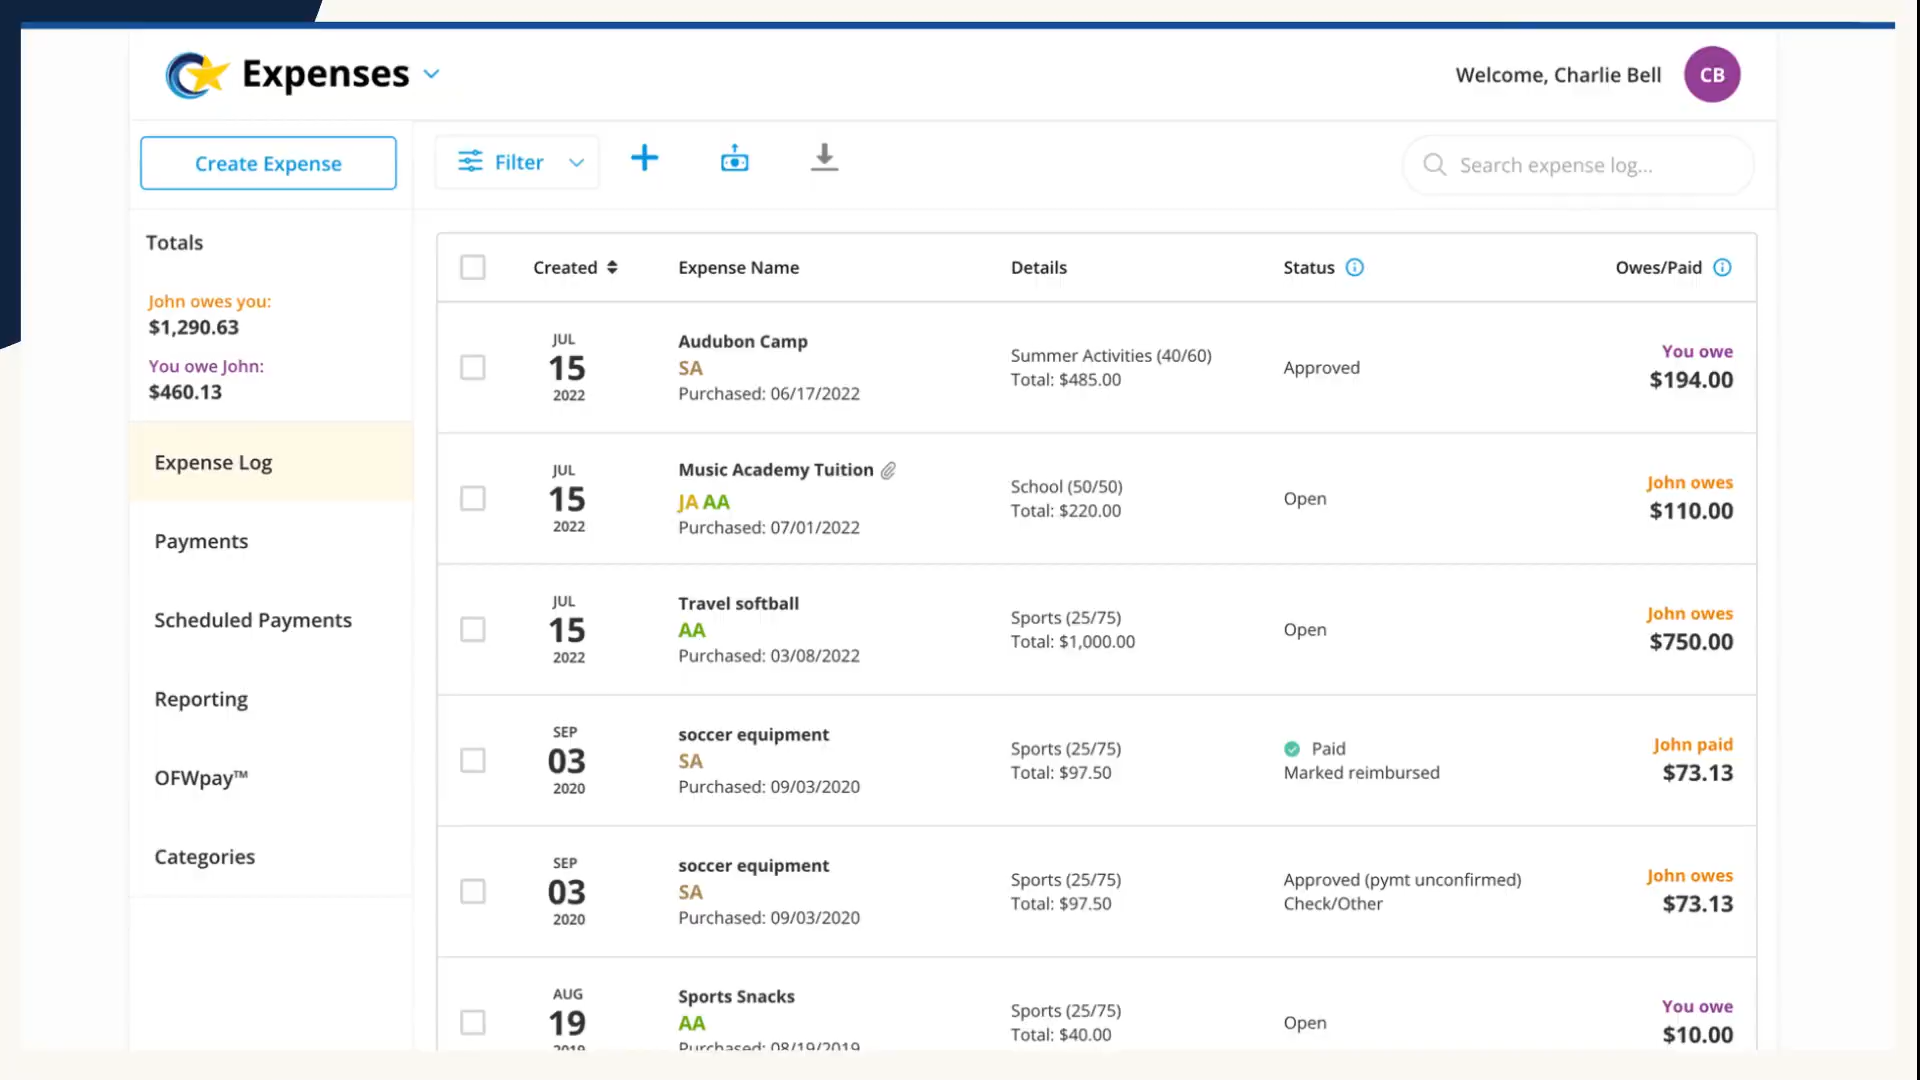 Expenses
Welcome, Charlie Bell
CB
Create Expense
Filter
Search expense log...
Totals
John owes you:
$1,290.63
You owe John:
$460.13
Expense Log
Payments
Scheduled Payments
Reporting
OFWpay™
Categories
Created
Expense Name
Details
Status
Owes/Paid
JUL
15
2022
Audubon Camp
SA
Purchased: 06/17/2022
Summer Activities (40/60)
Total: $485.00
Approved
You owe
$194.00
JUL
15
2022
Music Academy Tuition
JA AA
Purchased: 07/01/2022
School (50/50)
Total: $220.00
Open
John owes
$110.00
JUL
15
2022
Travel softball
AA
Purchased: 03/08/2022
Sports (25/75)
Total: $1,000.00
Open
John owes
$750.00
SEP
03
2020
soccer equipment
SA
Purchased: 09/03/2020
Sports (25/75)
Total: $97.50
Paid
Marked reimbursed
John paid
$73.13
SEP
03
2020
soccer equipment
SA
Purchased: 09/03/2020
Sports (25/75)
Total: $97.50
Approved (pymt unconfirmed)
Check/Other
John owes
$73.13
AUG
19
2019
Sports Snacks
AA
Purchased: 08/19/2019
Sports (25/75)
Total: $40.00
Open
You owe
$10.00